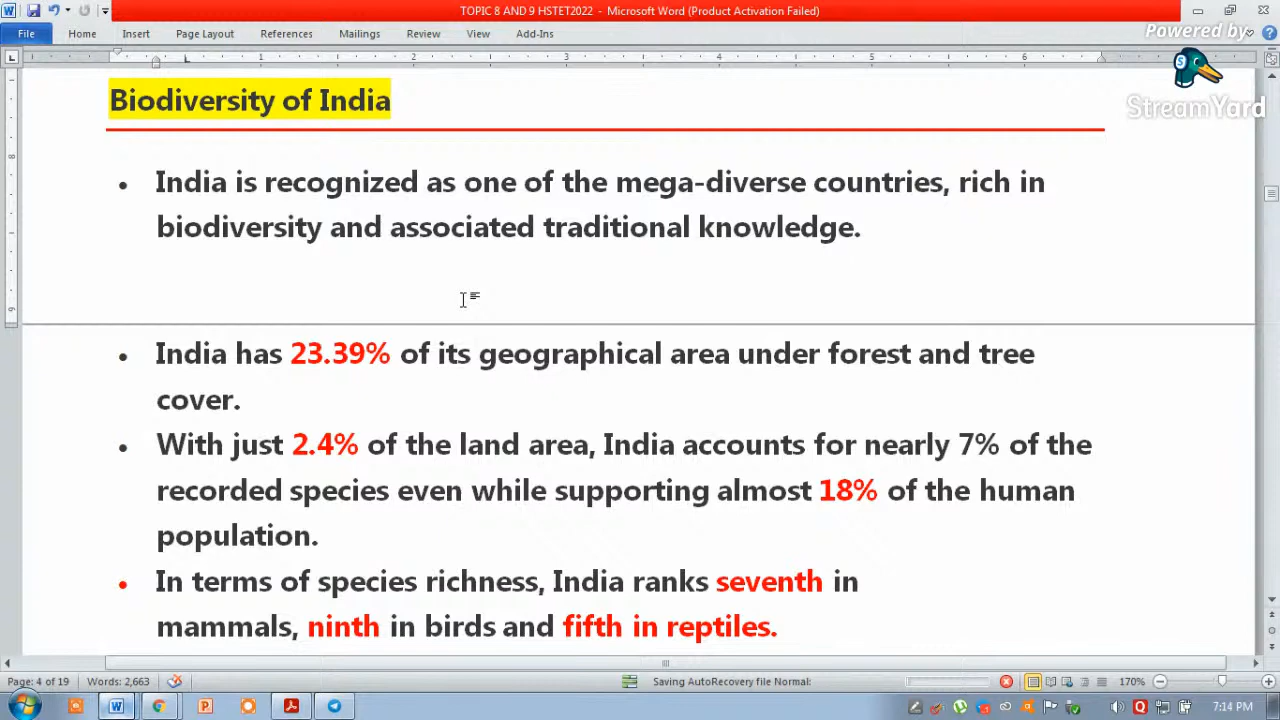 TOPIC 8 AND 9 HSTET2022 - Microsoft Word (Product Activation Failed)
File Home Insert Page Layout References Mailings Review View Add-Ins
Powered by
StreamYard
1 2 3 4 5 6
Biodiversity of India
• India is recognized as one of the mega-diverse countries, rich in
biodiversity and associated traditional knowledge.
• India has 23.39% of its geographical area under forest and tree
cover.
• With just 2.4% of the land area, India accounts for nearly 7% of the
recorded species even while supporting almost 18% of the human
population.
• In terms of species richness, India ranks seventh in
mammals, ninth in birds and fifth in reptiles.
Page: 4 of 19 Words: 2,663 Saving AutoRecovery file Normal: 170%
7:14 PM